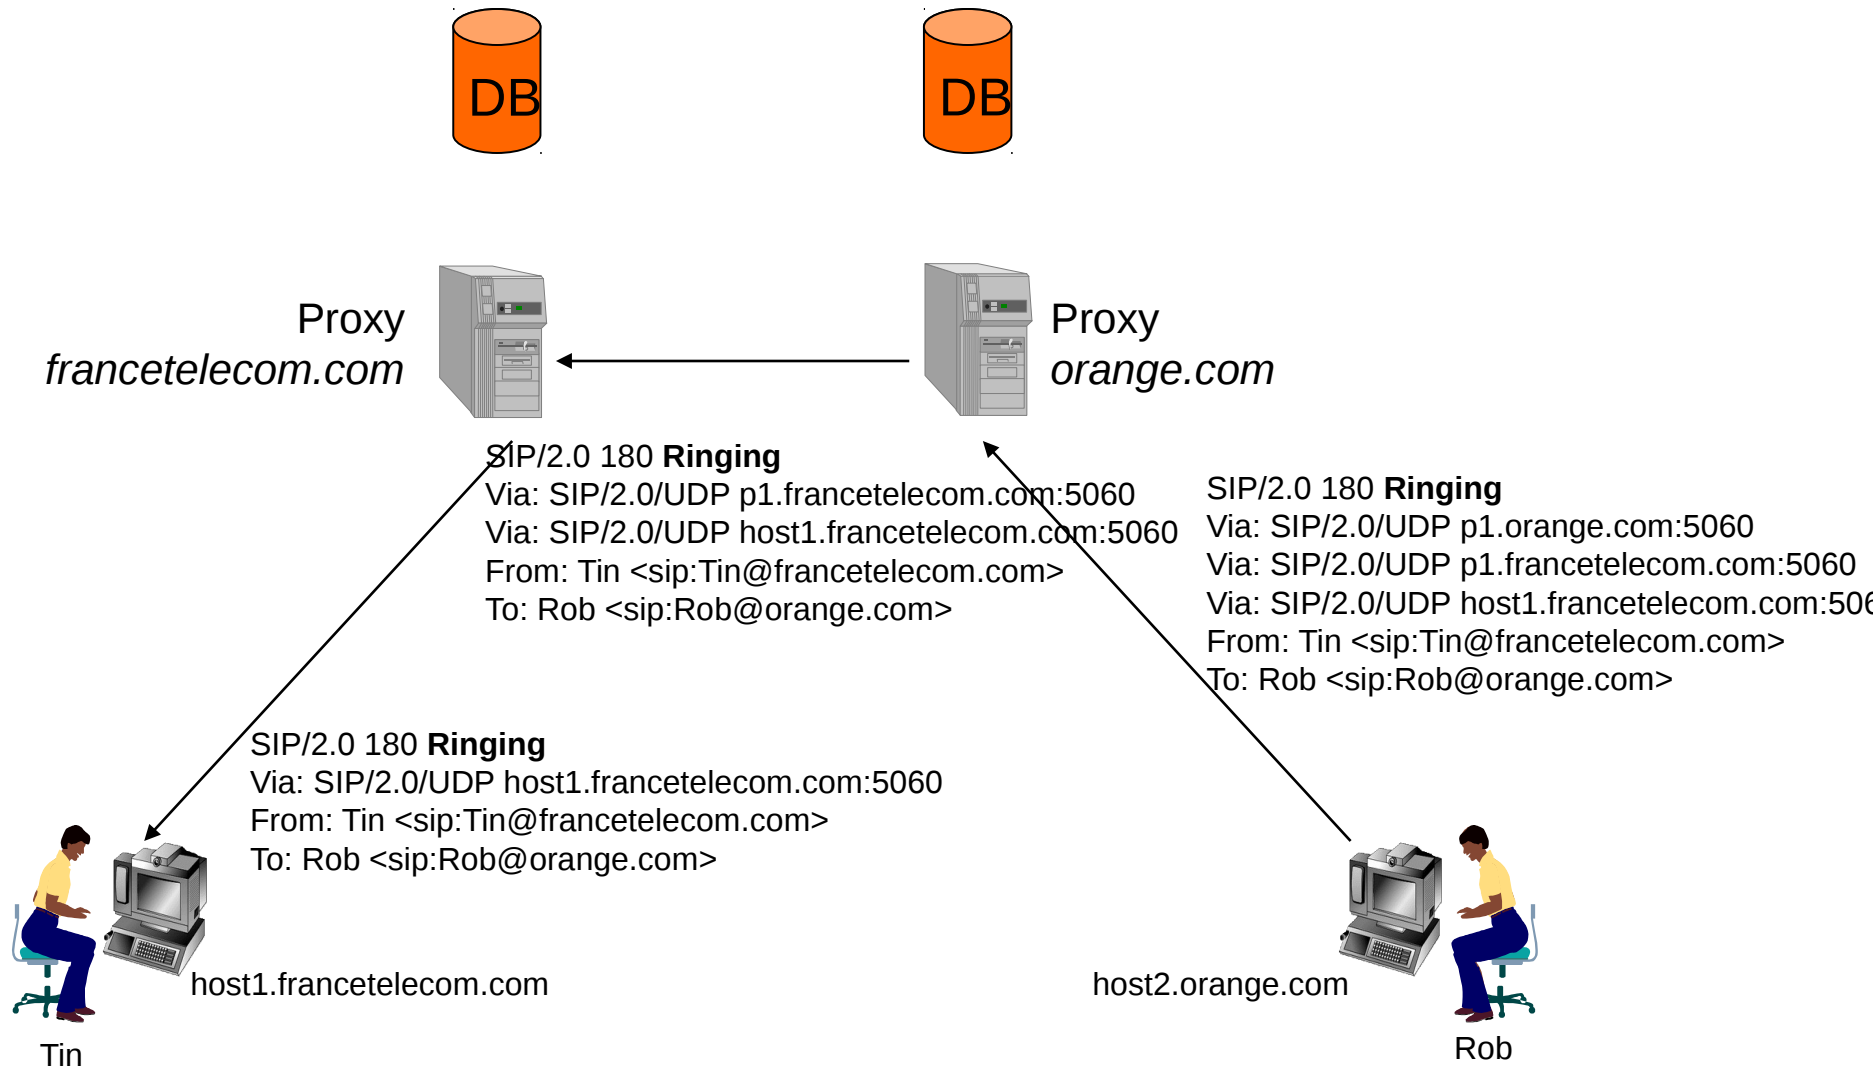 DB
DB
Proxy
francetelecom.com
Proxy
orange.com
SIP/2.0 180 Ringing
Via: SIP/2.0/UDP p1.francetelecom.com:5060
Via: SIP/2.0/UDP host1.francetelecom.com:5060
From: Tin <sip:Tin@francetelecom.com>
To: Rob <sip:Rob@orange.com>
SIP/2.0 180 Ringing
Via: SIP/2.0/UDP p1.orange.com:5060
Via: SIP/2.0/UDP p1.francetelecom.com:5060
Via: SIP/2.0/UDP host1.francetelecom.com:506
From: Tin <sip:Tin@francetelecom.com>
To: Rob <sip:Rob@orange.com>
SIP/2.0 180 Ringing
Via: SIP/2.0/UDP host1.francetelecom.com:5060
From: Tin <sip:Tin@francetelecom.com>
To: Rob <sip:Rob@orange.com>
host1.francetelecom.com
host2.orange.com
Tin
Rob